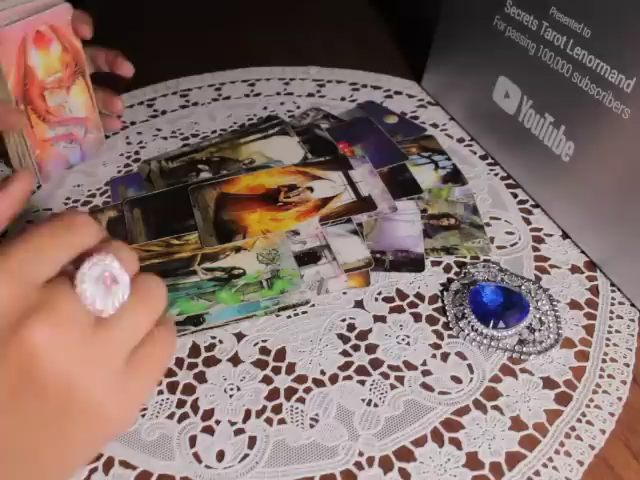 Presented to
Secrets Tarot Lenormand
For passing 100,000 subscribers
YouTube